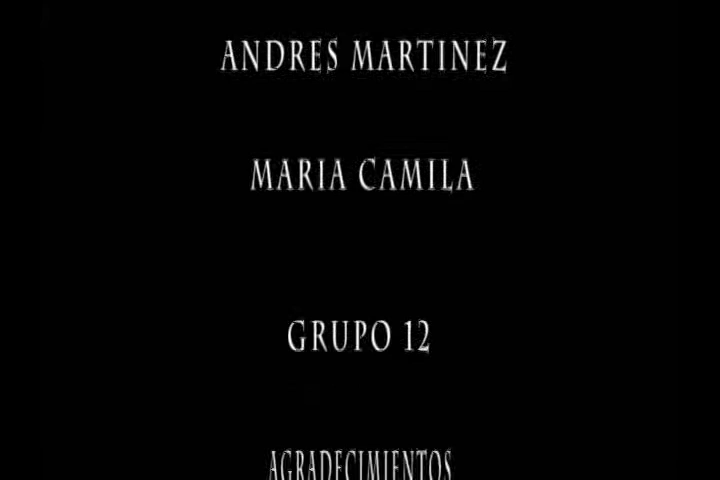 ANDRES MARTINEZ
MARIA CAMILA
GRUPO 12
AGRADECIMIENTOS